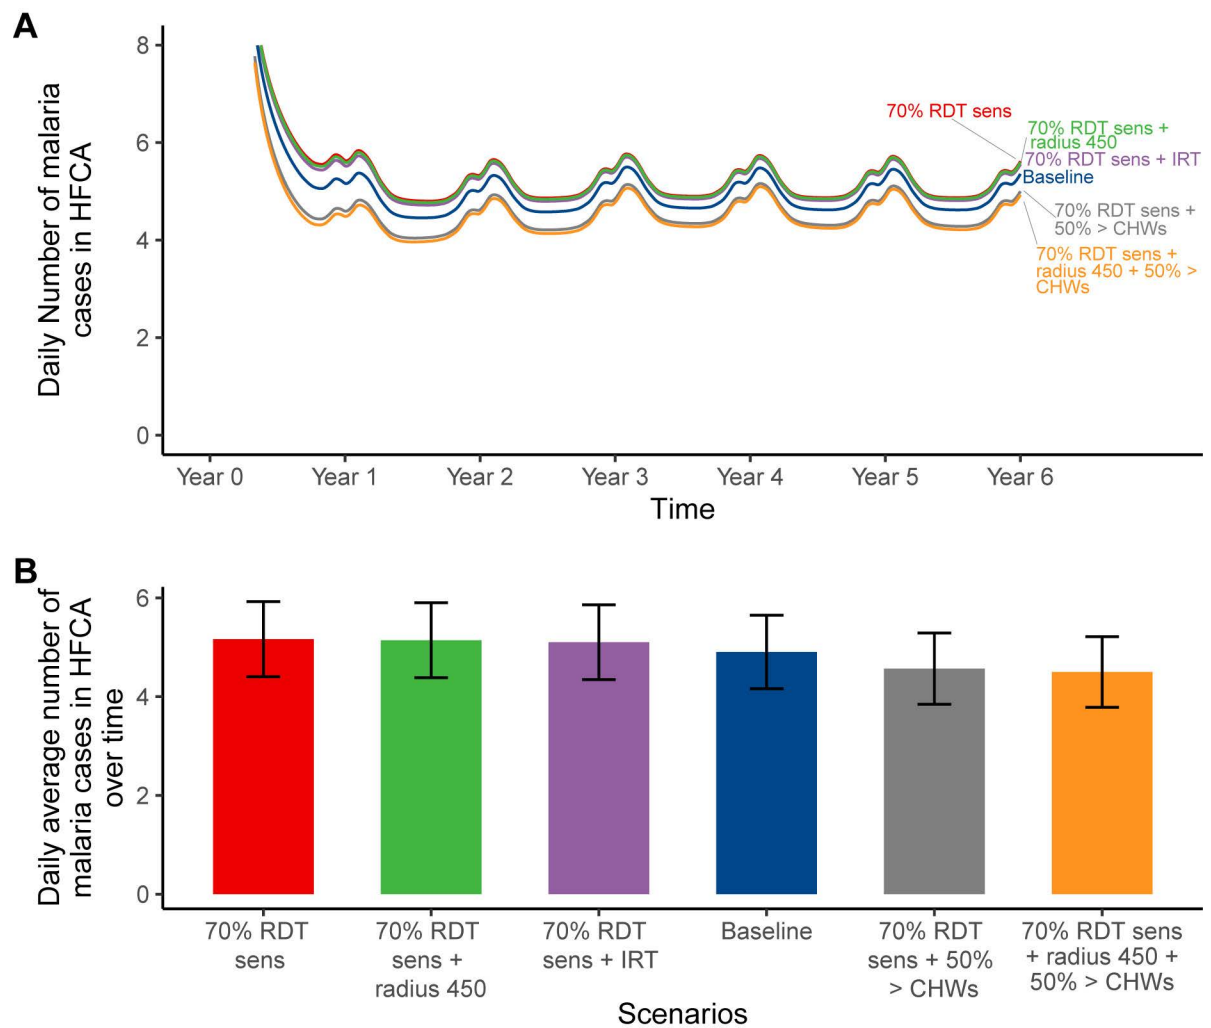 A
Daily Number of malaria
cases in HFCA
8
6
4
2
0
70% RDT sens
70% RDT sens +
radius 450
70% RDT sens + IRT
Baseline
70% RDT sens +
50% > CHWs
70% RDT sens +
radius 450 + 50% >
CHWs
Year 0
Year 1
Year 2
Year 3
Year 4
Year 5
Year 6
Time
B
Daily average number of
malaria cases in HFCA
over time
6
4
2
0
70% RDT
sens
70% RDT
sens +
radius 450
70% RDT
sens + IRT
Baseline
70% RDT
sens + 50%
> CHWs
70% RDT sens
+ radius 450 +
50% > CHWs
Scenarios